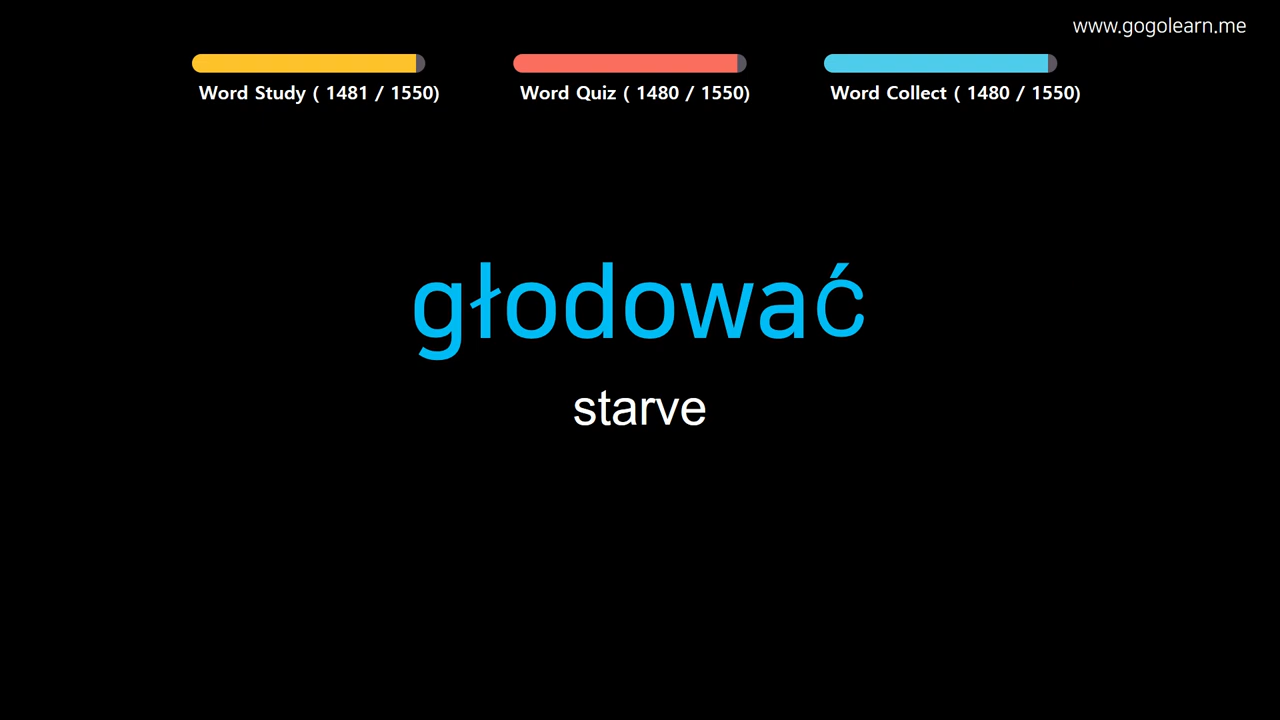 www.gogolearn.me
Word Study ( 1481 / 1550)
Word Quiz ( 1480 / 1550)
Word Collect ( 1480 / 1550)
głodować
starve